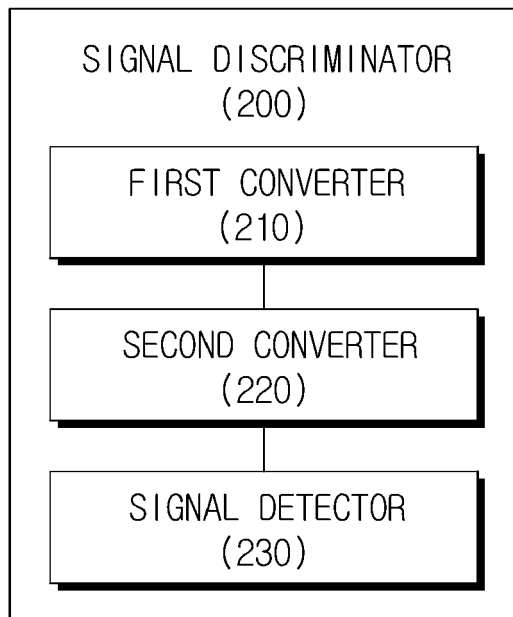 SIGNAL DISCRIMINATOR
(200)
FIRST CONVERTER
(210)
SECOND CONVERTER
(220)
SIGNAL DETECTOR
(230)